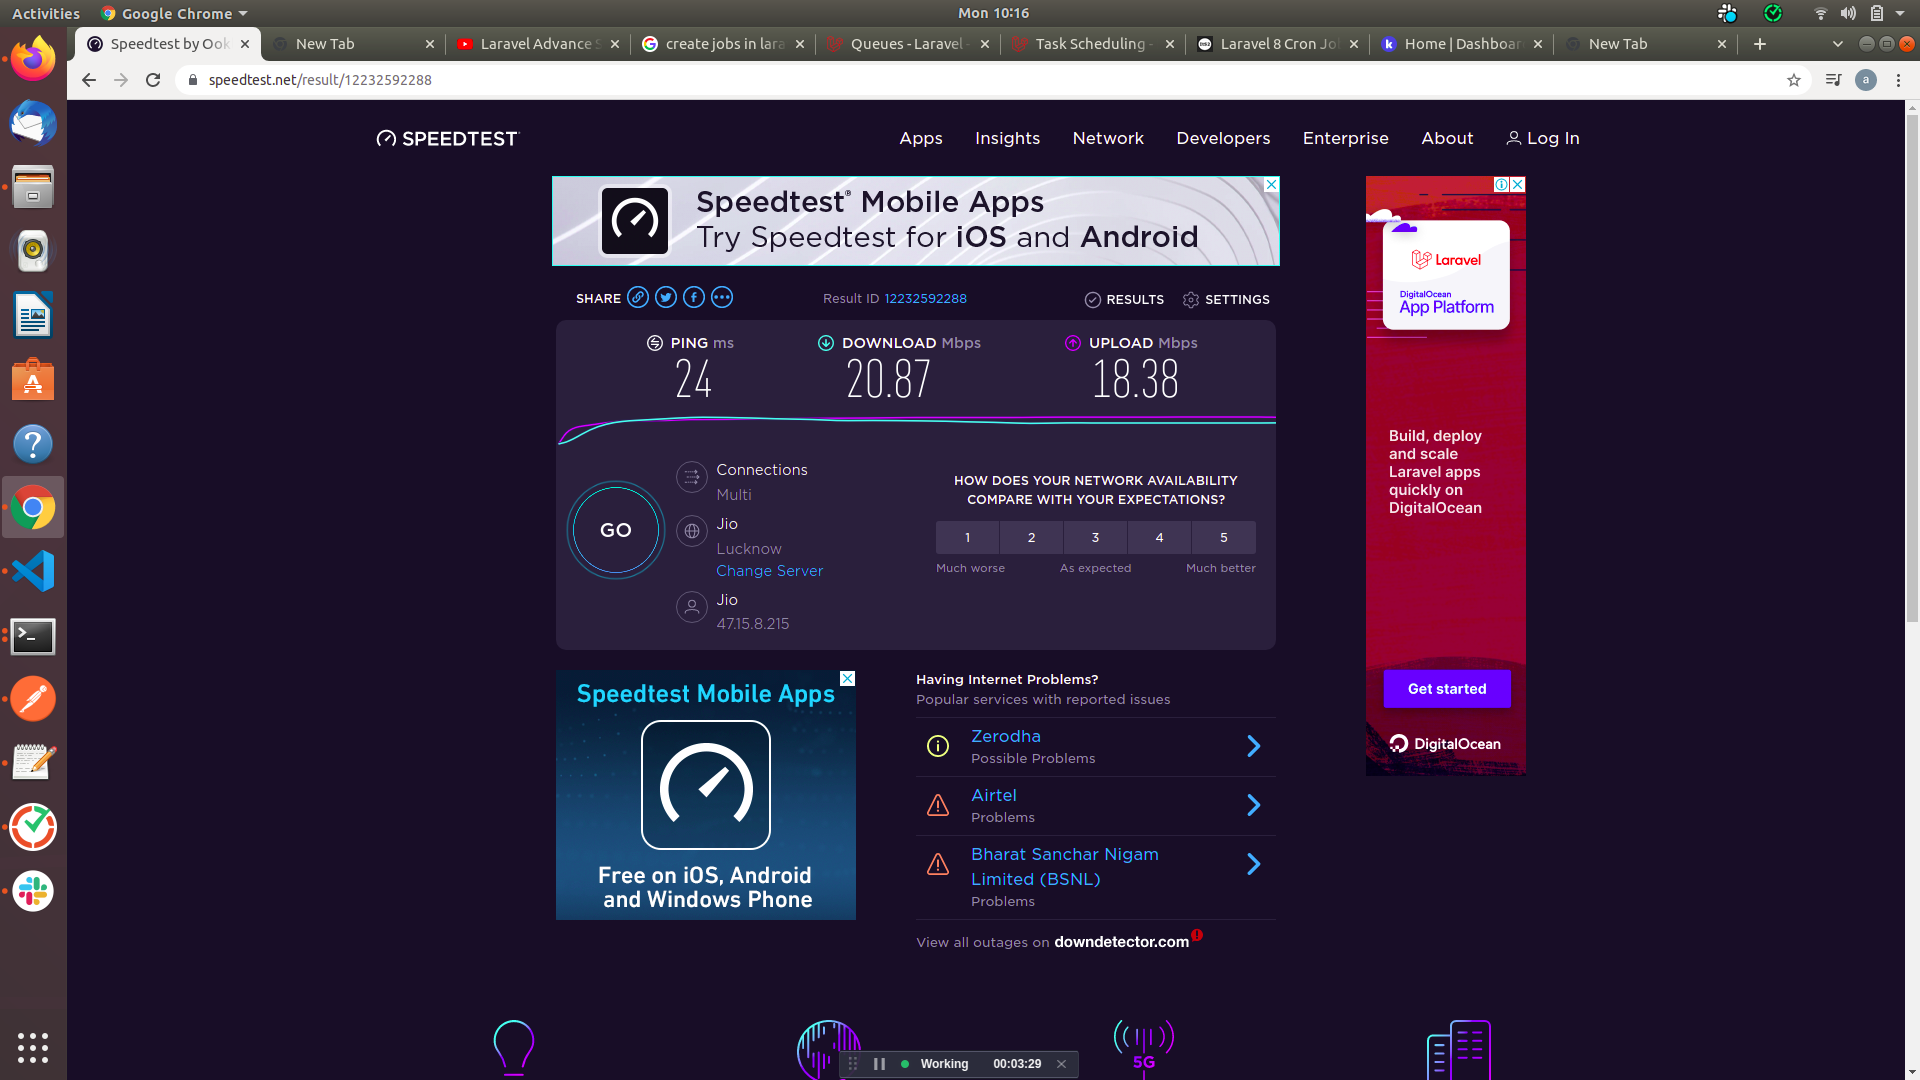 Activities
Google Chrome
Mon 10:16
Speedtest by Ook
New Tab
Laravel Advance S
create jobs in lara
Queues - Laravel -
Task Scheduling -
Laravel 8 Cron Jo
Home | Dashboar
New Tab
speedtest.net/result/12232592288
a
SPEEDTEST
Apps
Insights
Network
Developers
Enterprise
About
Log In
Speedtest® Mobile Apps
Try Speedtest for iOS and Android
SHARE
Result ID 12232592288
RESULTS
SETTINGS
PING ms
24
DOWNLOAD Mbps
20.87
UPLOAD Mbps
18.38
GO
Connections
Multi
Jio
Lucknow
Change Server
Jio
47.15.8.215
HOW DOES YOUR NETWORK AVAILABILITY
COMPARE WITH YOUR EXPECTATIONS?
1 2 3 4 5
Much worse
As expected
Much better
Laravel
DigitalOcean
App Platform
Build, deploy
and scale
Laravel apps
quickly on
DigitalOcean
Get started
DigitalOcean
Speedtest Mobile Apps
Free on iOS, Android
and Windows Phone
Having Internet Problems?
Popular services with reported issues
Zerodha
Possible Problems
Airtel
Problems
Bharat Sanchar Nigam
Limited (BSNL)
Problems
View all outages on downdetector.com
5G
Working
00:03:29